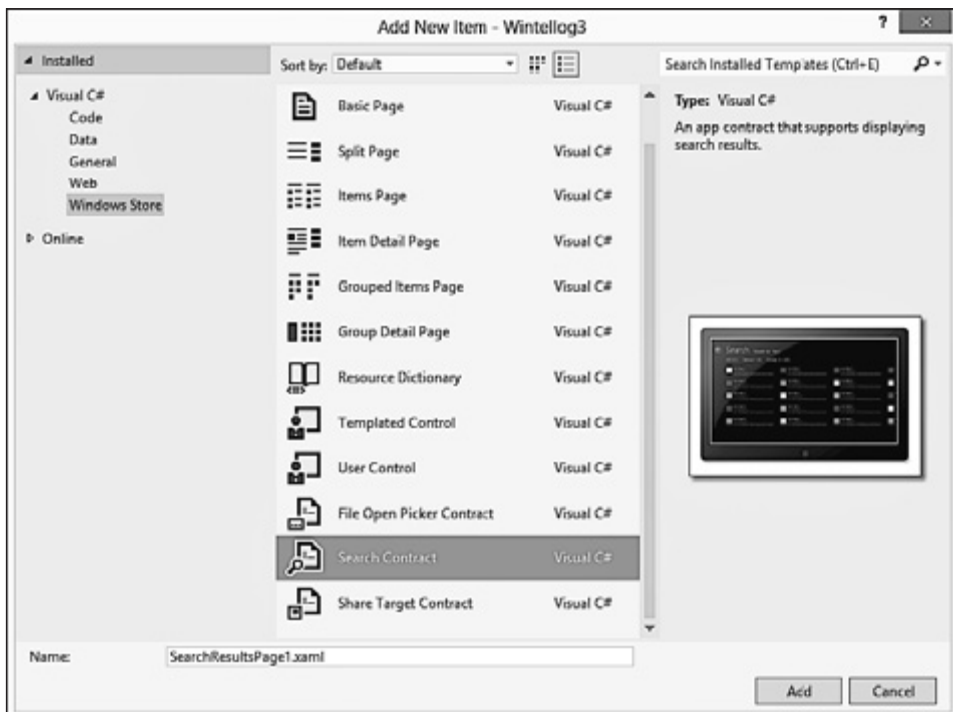 Add New Item - Wintellog3
?
Installed
Sort by: Default
Search Installed Templates (Ctrl+E)
Visual C#
Code
Data
General
Web
Windows Store
Online
Basic Page Visual C#
Split Page Visual C#
Items Page Visual C#
Item Detail Page Visual C#
Grouped Items Page Visual C#
Group Detail Page Visual C#
Resource Dictionary Visual C#
Templated Control Visual C#
User Control Visual C#
File Open Picker Contract Visual C#
Search Contract Visual C#
Share Target Contract Visual C#
Type: Visual C#
An app contract that supports displaying
search results.
Search
Name: SearchResultsPage1.xaml
Add Cancel